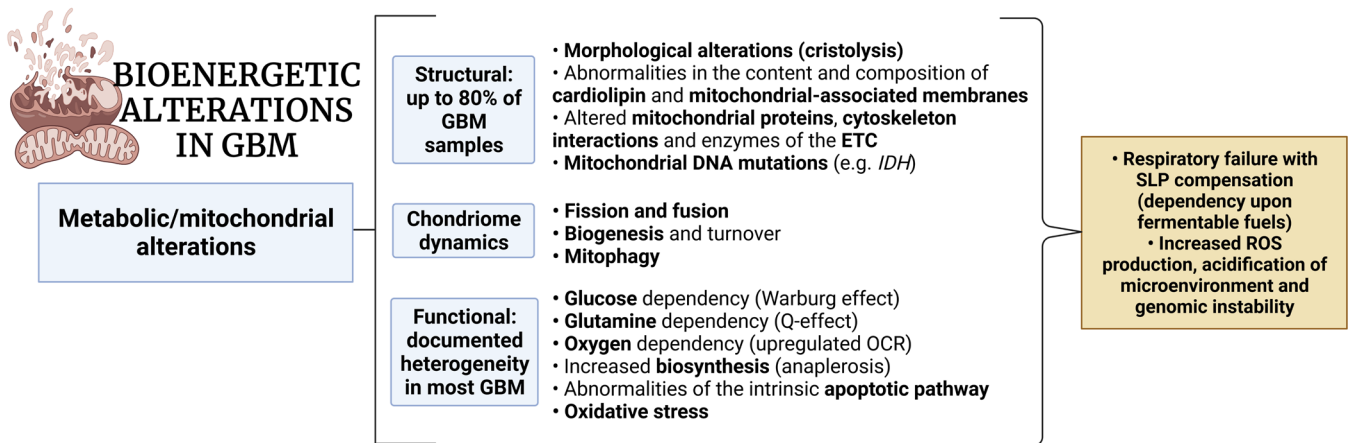 BIOENERGETIC
ALTERATIONS
IN GBM
Metabolic/mitochondrial
alterations
Structural:
up to 80% of
GBM
samples
• Morphological alterations (cristolysis)
• Abnormalities in the content and composition of
cardiolipin and mitochondrial-associated membranes
• Altered mitochondrial proteins, cytoskeleton
interactions and enzymes of the ETC
• Mitochondrial DNA mutations (e.g. IDH)
Chondriome
dynamics
• Fission and fusion
• Biogenesis and turnover
• Mitophagy
Functional:
documented
heterogeneity
in most GBM
• Glucose dependency (Warburg effect)
• Glutamine dependency (Q-effect)
• Oxygen dependency (upregulated OCR)
• Increased biosynthesis (anaplerosis)
• Abnormalities of the intrinsic apoptotic pathway
• Oxidative stress
• Respiratory failure with
SLP compensation
(dependency upon
fermentable fuels)
• Increased ROS
production, acidification of
microenvironment and
genomic instability